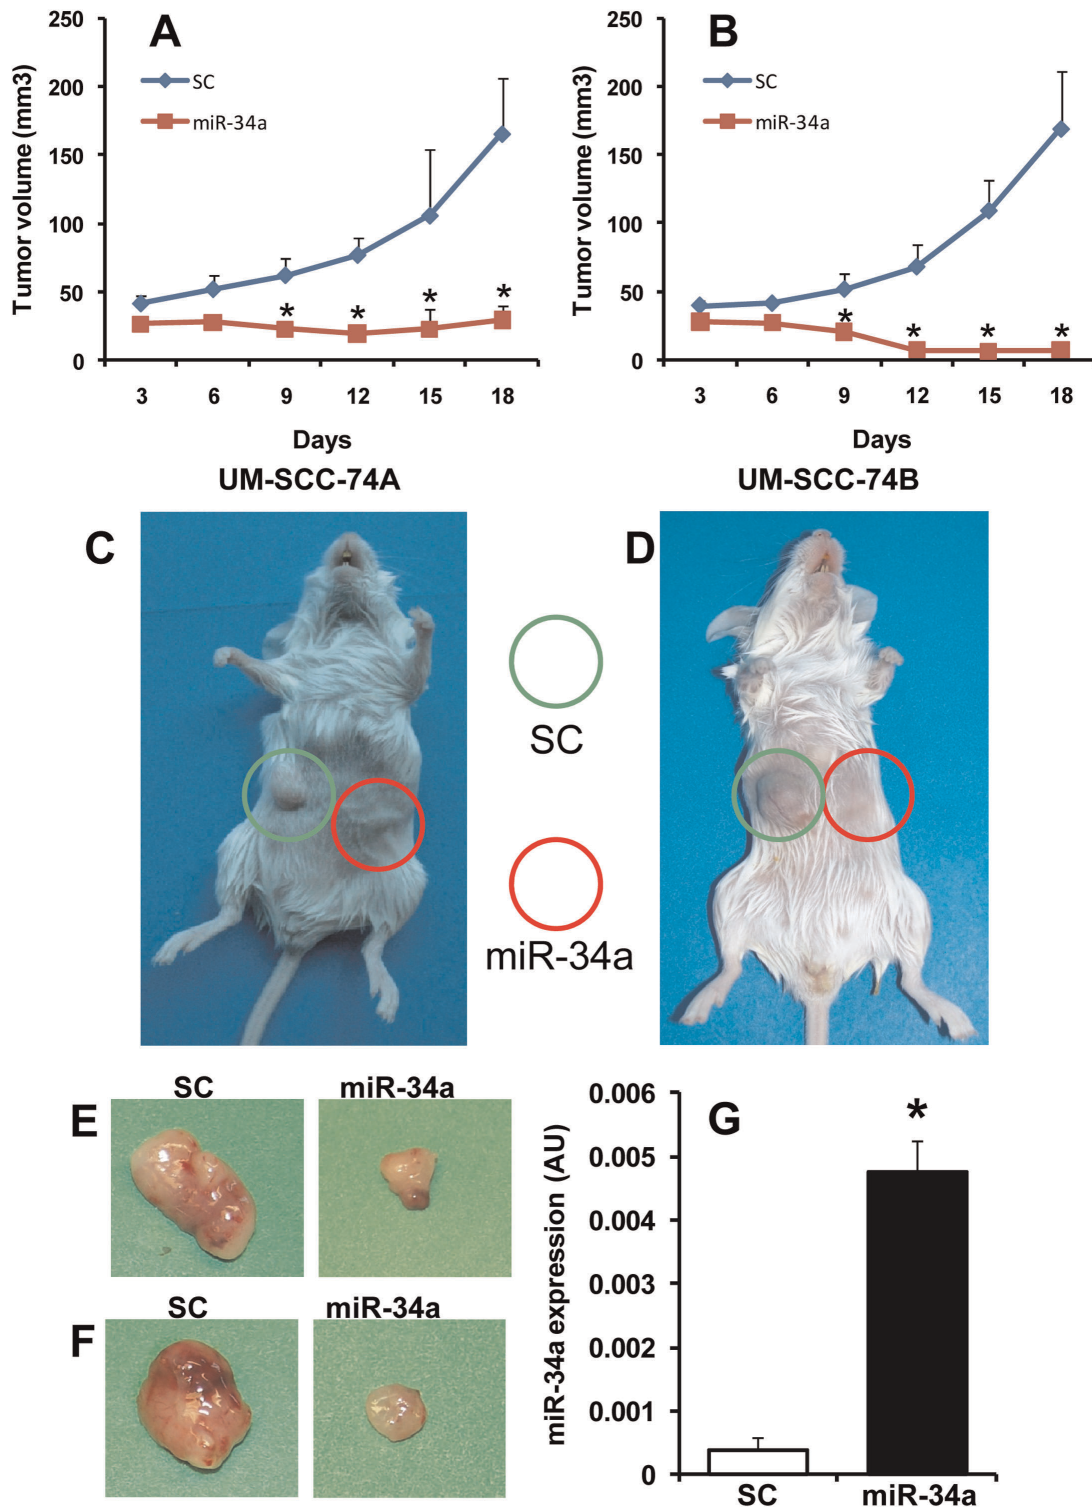 A
250
200
150
100
50
0
Tumor volume (mm3)
SC
miR-34a
* * * *
3 6 9 12 15 18
Days
UM-SCC-74A
B
250
200
150
100
50
0
Tumor volume (mm3)
SC
miR-34a
* * * *
3 6 9 12 15 18
Days
UM-SCC-74B
C
SC
miR-34a
D
E
SC miR-34a
F
SC miR-34a
G
0.006
0.005
0.004
0.003
0.002
0.001
0
miR-34a expression (AU)
*
SC miR-34a